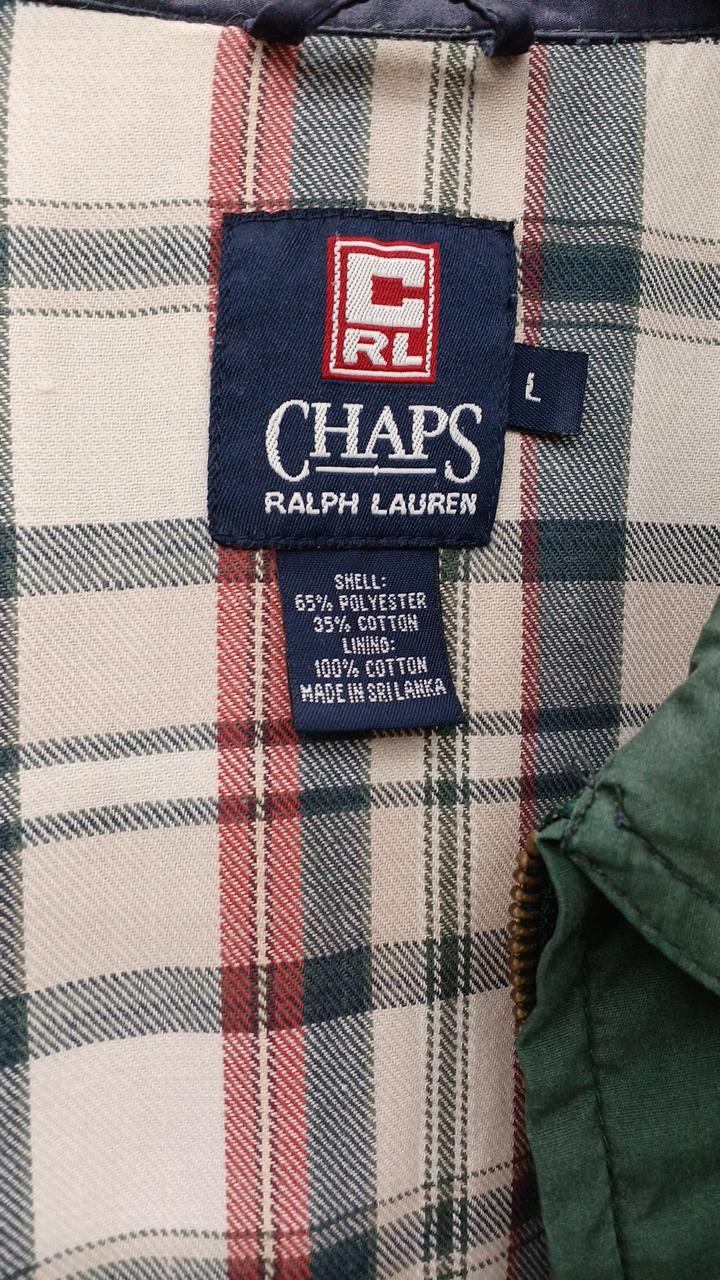 C
RL
CHAPS
RALPH LAUREN
L
SHELL:
65% POLYESTER
35% COTTON
LINING:
100% COTTON
MADE IN SRI LANKA